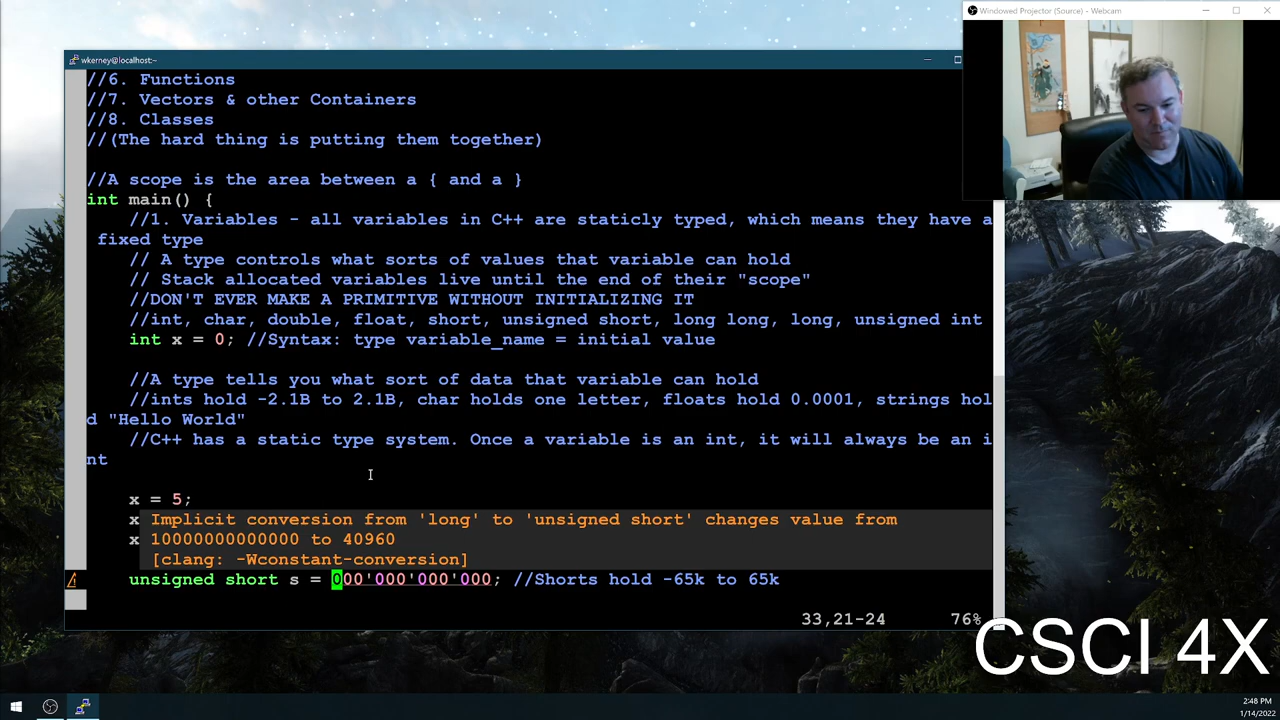 Windowed Projector (Source) - Webcam
wkerney@localhost:~
//6. Functions
//7. Vectors & other Containers
//8. Classes
//(The hard thing is putting them together)
//A scope is the area between a { and a }
int main() {
//1. Variables - all variables in C++ are staticly typed, which means they have a
fixed type
// A type controls what sorts of values that variable can hold
// Stack allocated variables live until the end of their "scope"
//DON'T EVER MAKE A PRIMITIVE WITHOUT INITIALIZING IT
//int, char, double, float, short, unsigned short, long long, long, unsigned int
int x = 0; //Syntax: type variable_name = initial value
//A type tells you what sort of data that variable can hold
//ints hold -2.1B to 2.1B, char holds one letter, floats hold 0.0001, strings hol
d "Hello World"
//C++ has a static type system. Once a variable is an int, it will always be an i
nt
x = 5;
x Implicit conversion from 'long' to 'unsigned short' changes value from
x 10000000000000 to 40960
[clang: -Wconstant-conversion]
unsigned short s = 000'000'000'000; //Shorts hold -65k to 65k
33,21-24 76%
CSCI 4X
2:48 PM
1/14/2022